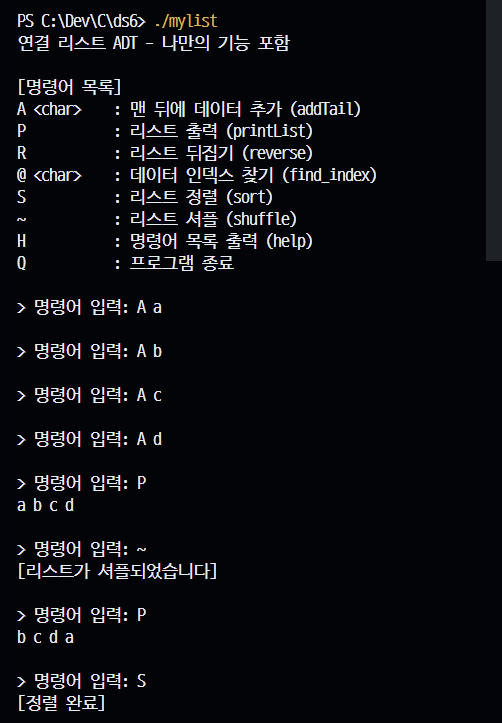 PS C:\Dev\C\ds6> ./mylist
연결 리스트 ADT - 나만의 기능 포함
[명령어 목록]
A <char> : 맨 뒤에 데이터 추가 (addTail)
P : 리스트 출력 (printList)
R : 리스트 뒤집기 (reverse)
@ <char> : 데이터 인덱스 찾기 (find_index)
S : 리스트 정렬 (sort)
~ : 리스트 셔플 (shuffle)
H : 명령어 목록 출력 (help)
Q : 프로그램 종료
> 명령어 입력: A a
> 명령어 입력: A b
> 명령어 입력: A c
> 명령어 입력: A d
> 명령어 입력: P
a b c d
> 명령어 입력: ~
[리스트가 셔플되었습니다]
> 명령어 입력: P
b c d a
> 명령어 입력: S
[정렬 완료]